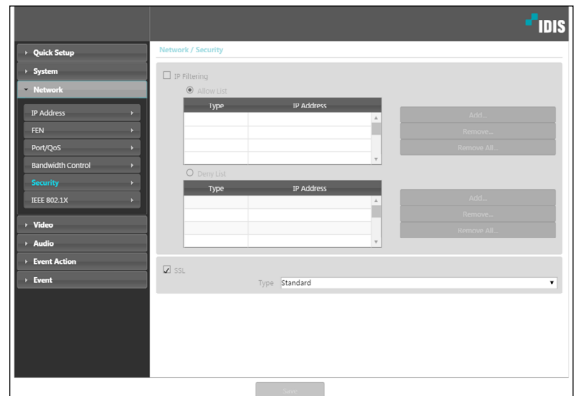 IDIS
Quick Setup
System
Network
IP Address
FEN
Port/QoS
Bandwidth Control
Security
IEEE 802.1X
Video
Audio
Event Action
Event
Network / Security
IP Filtering
Allow List
Type IP Address
Add...
Remove...
Remove All...
Deny List
Type IP Address
Add...
Remove...
Remove All...
SSL
Type Standard
Save